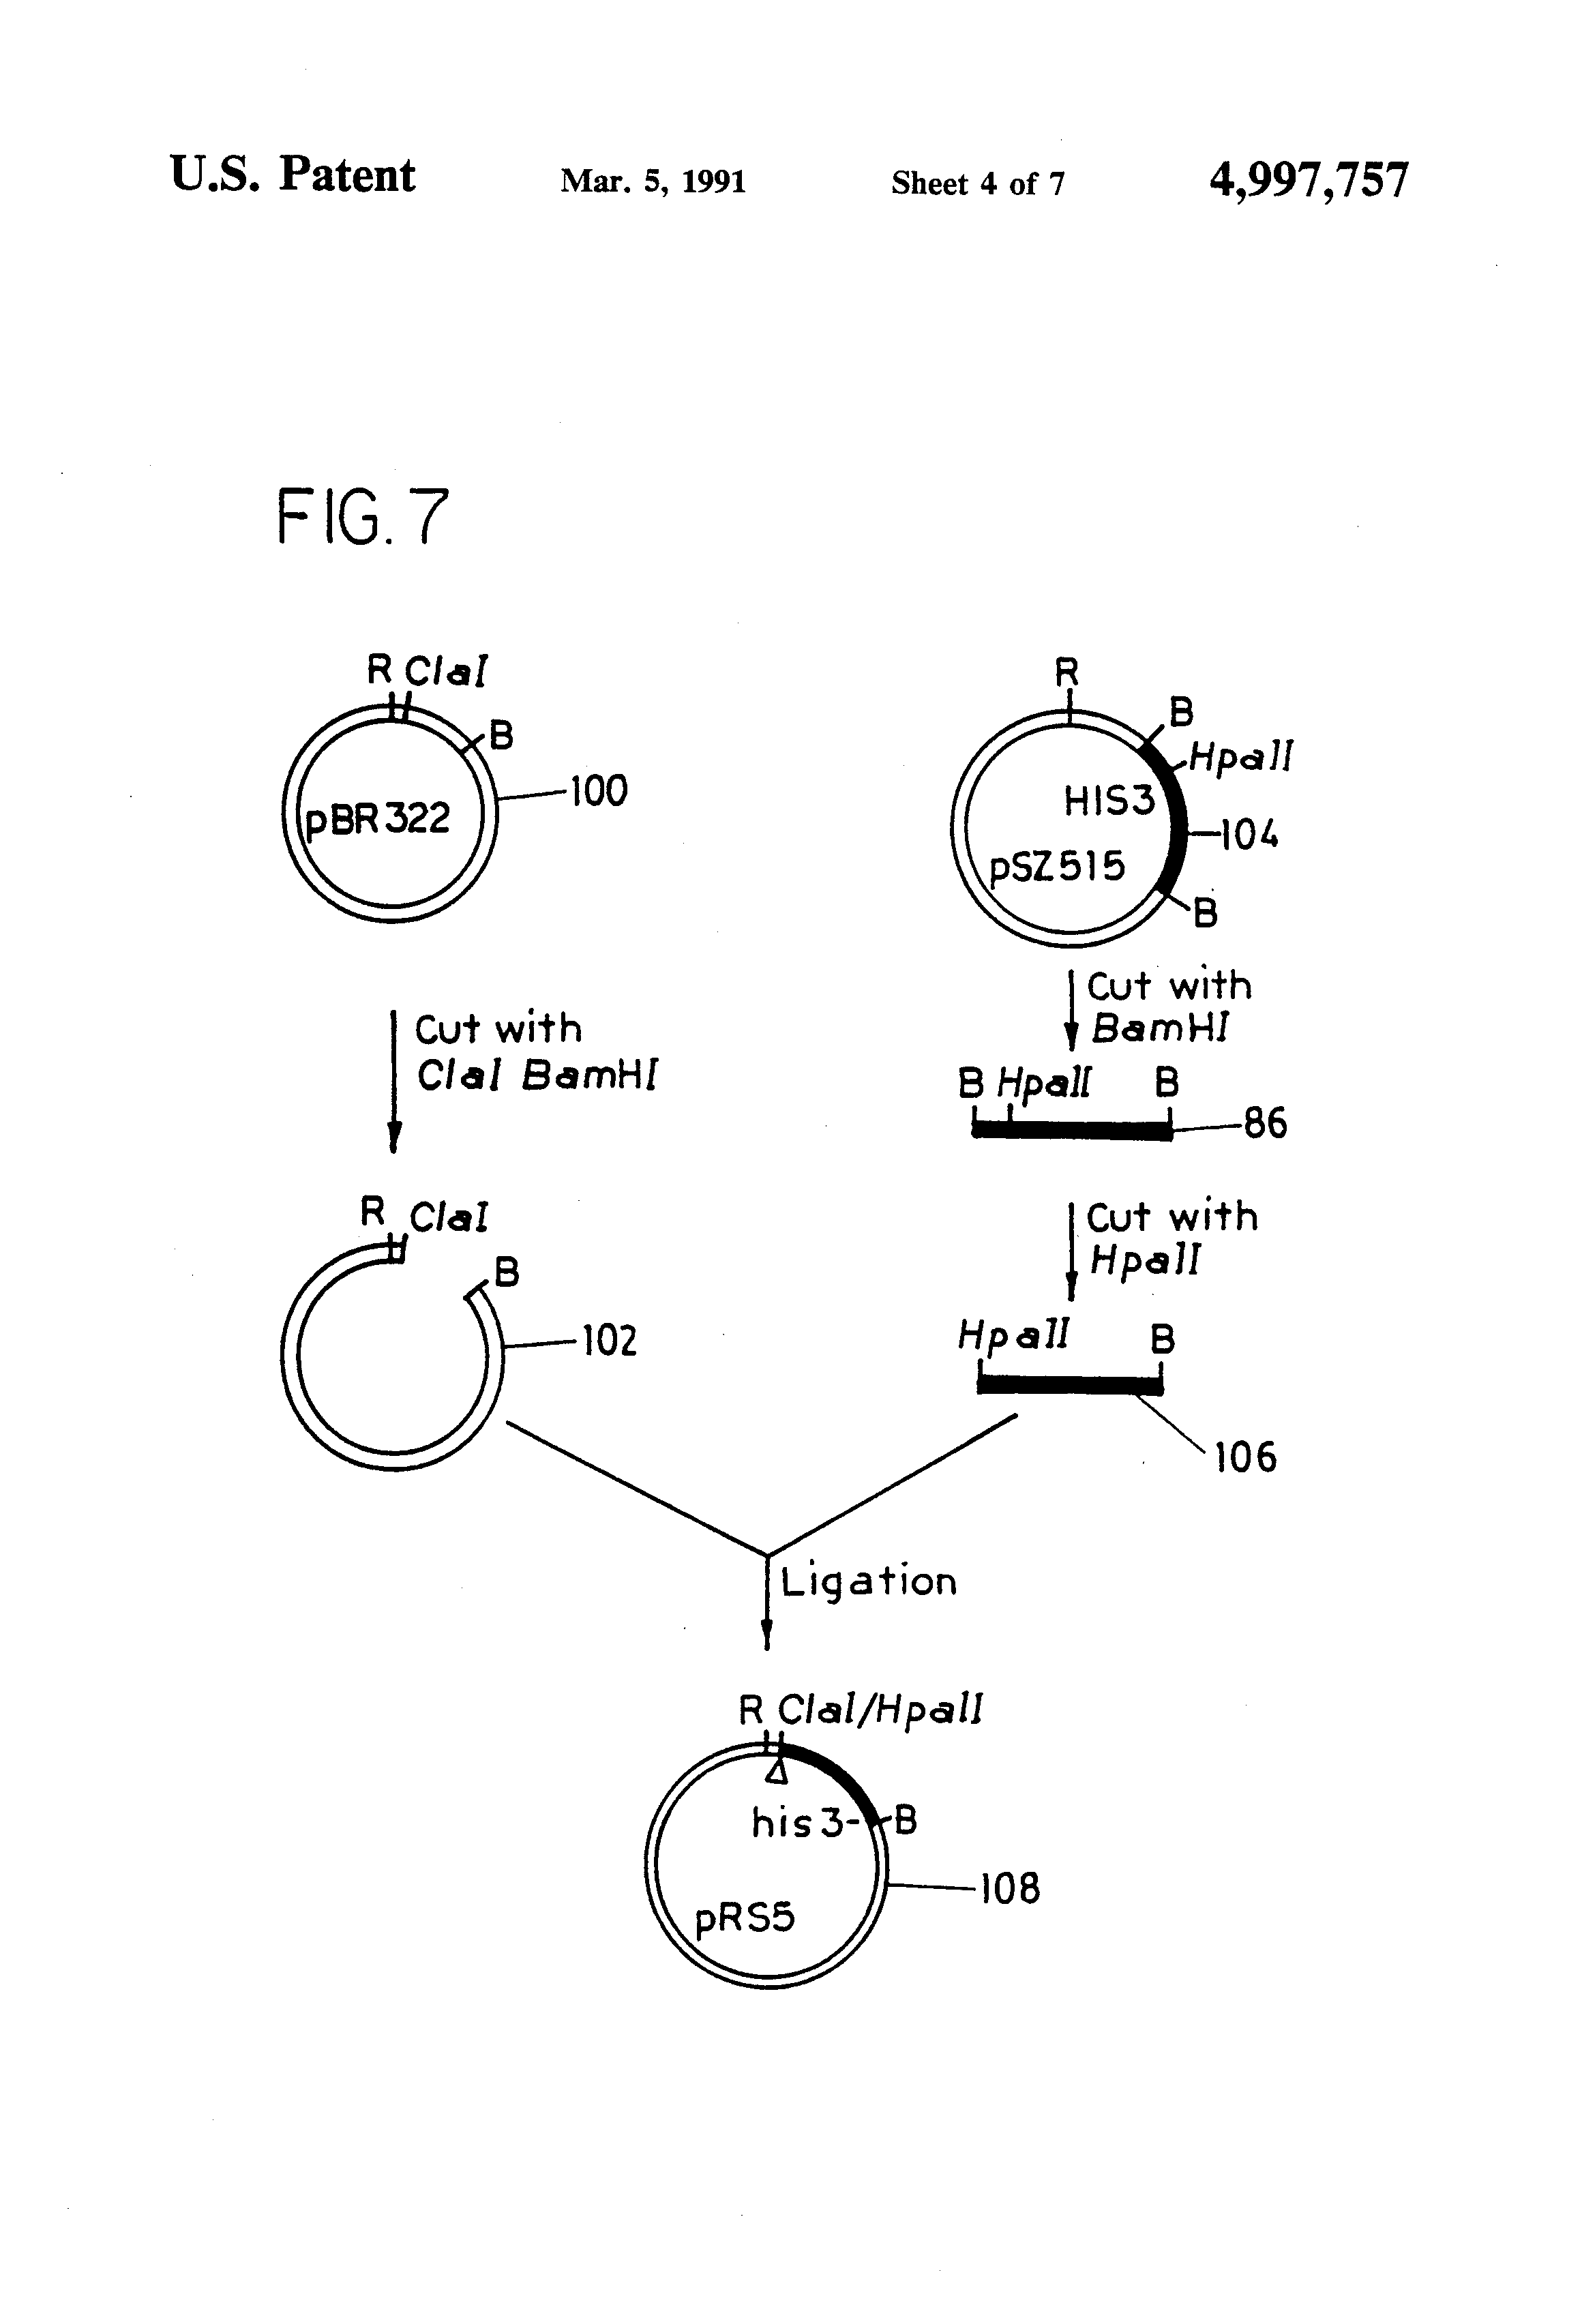 U.S. Patent Mar. 5, 1991 Sheet 4 of 7 4,997,757
FIG. 7
R ClaI
B
100
pBR322
R
B
HpaII
HIS3
104
pSZ515
B
Cut with
ClaI BamHI
Cut with
BamHI
B HpaII B
86
R ClaI
B
102
Cut with
HpaII
HpaII B
106
Ligation
R ClaI/HpaII
Δ
his3- B
108
pRS5